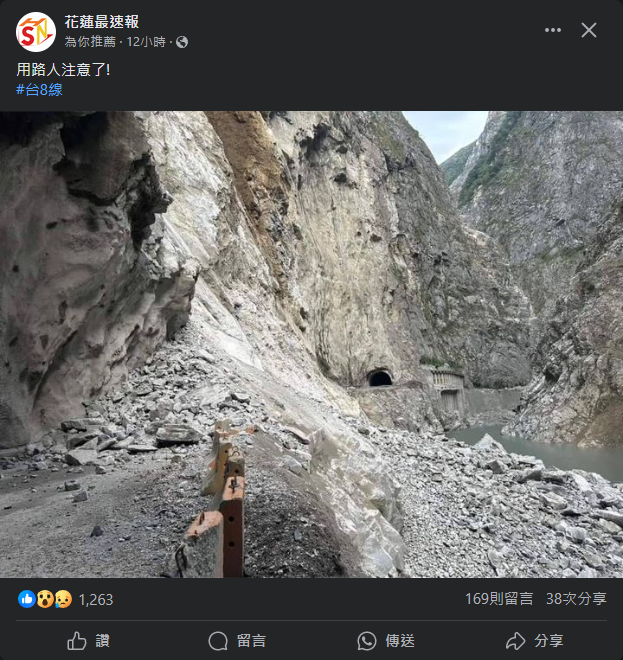 SN
花蓮最速報
為你推薦 · 12小時 ·
用路人注意了!
#台8線
1,263
169則留言 38次分享
讚 留言 傳送 分享